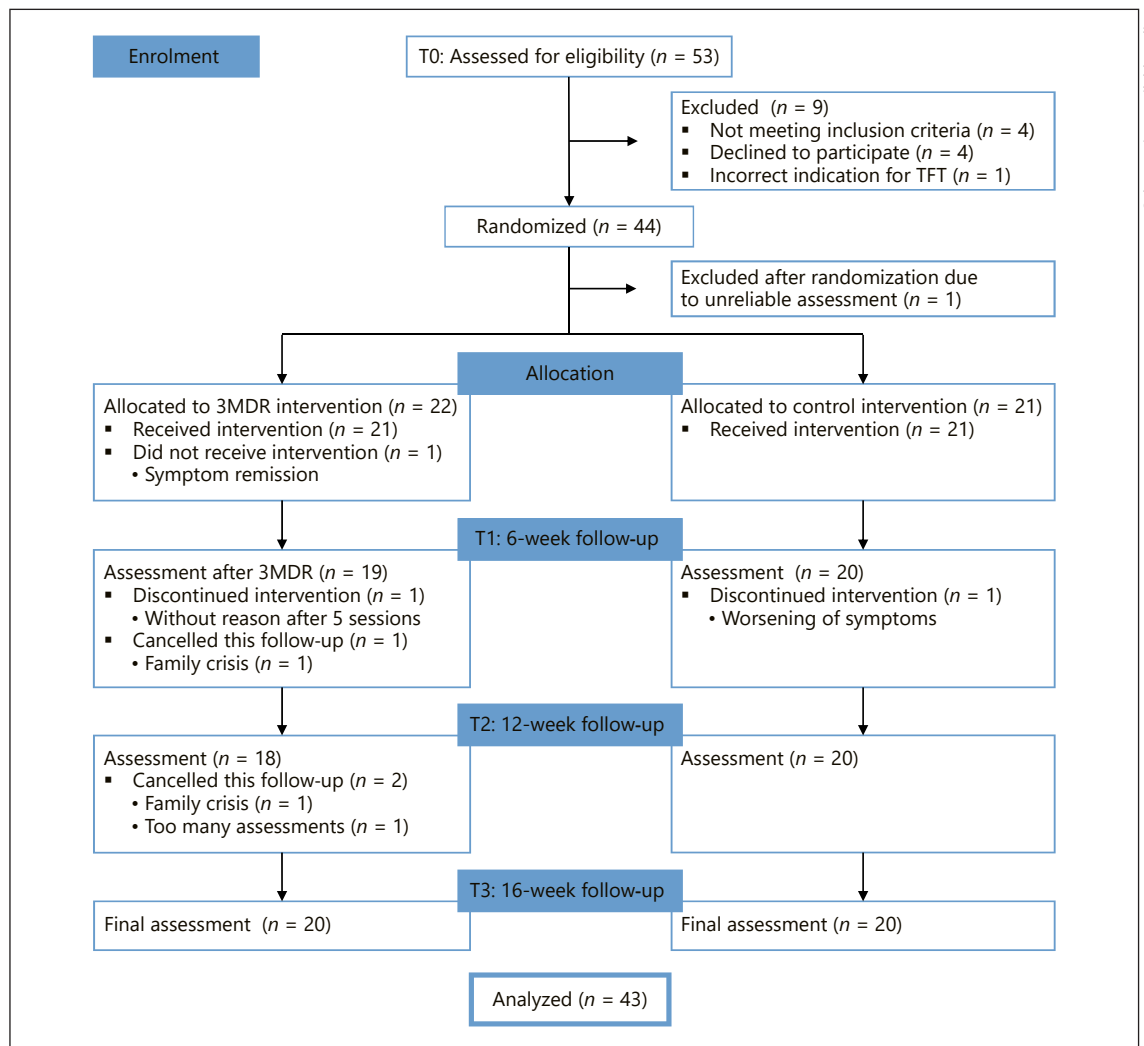 Enrolment
T0: Assessed for eligibility (n = 53)
Excluded (n = 9)
▪ Not meeting inclusion criteria (n = 4)
▪ Declined to participate (n = 4)
▪ Incorrect indication for TFT (n = 1)
Randomized (n = 44)
Excluded after randomization due
to unreliable assessment (n = 1)
Allocation
Allocated to 3MDR intervention (n = 22)
▪ Received intervention (n = 21)
▪ Did not receive intervention (n = 1)
• Symptom remission
Allocated to control intervention (n = 21)
▪ Received intervention (n = 21)
T1: 6-week follow-up
Assessment after 3MDR (n = 19)
▪ Discontinued intervention (n = 1)
• Without reason after 5 sessions
▪ Cancelled this follow-up (n = 1)
• Family crisis (n = 1)
Assessment (n = 20)
▪ Discontinued intervention (n = 1)
• Worsening of symptoms
T2: 12-week follow-up
Assessment (n = 18)
▪ Cancelled this follow-up (n = 2)
• Family crisis (n = 1)
• Too many assessments (n = 1)
Assessment (n = 20)
T3: 16-week follow-up
Final assessment (n = 20)
Final assessment (n = 20)
Analyzed (n = 43)